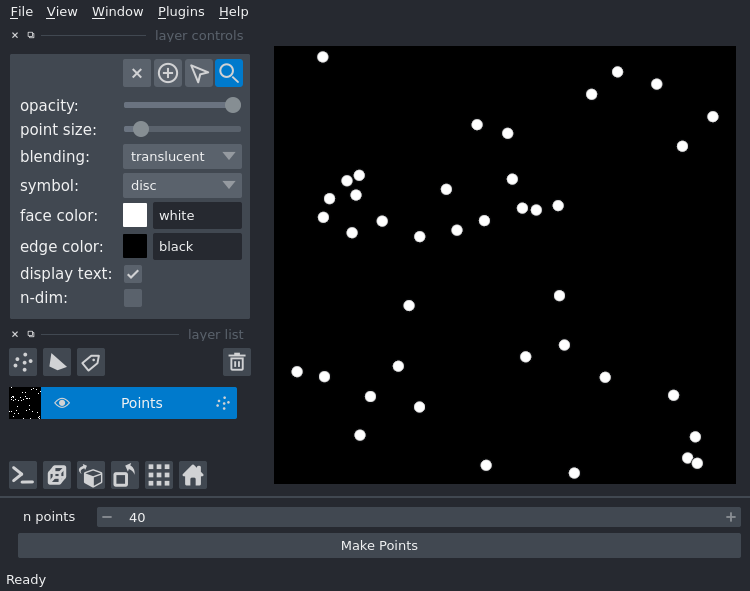 File View Window Plugins Help
layer controls
opacity:
point size:
blending: translucent
symbol: disc
face color: white
edge color: black
display text:
n-dim:
layer list
Points
n points 40
Make Points
Ready